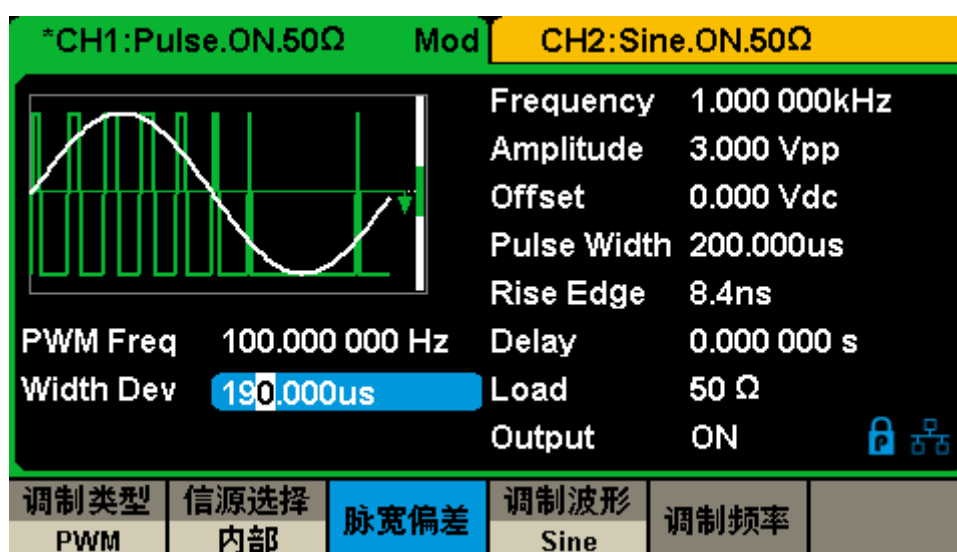 *CH1:Pulse.ON.50Ω Mod
CH2:Sine.ON.50Ω
Frequency 1.000 000kHz
Amplitude 3.000 Vpp
Offset 0.000 Vdc
Pulse Width 200.000us
Rise Edge 8.4ns
PWM Freq 100.000 000 Hz
Delay 0.000 000 s
Width Dev 190.000us
Load 50 Ω
Output ON
P
调制类型 信源选择 脉宽偏差 调制波形 调制频率
PWM 内部 Sine